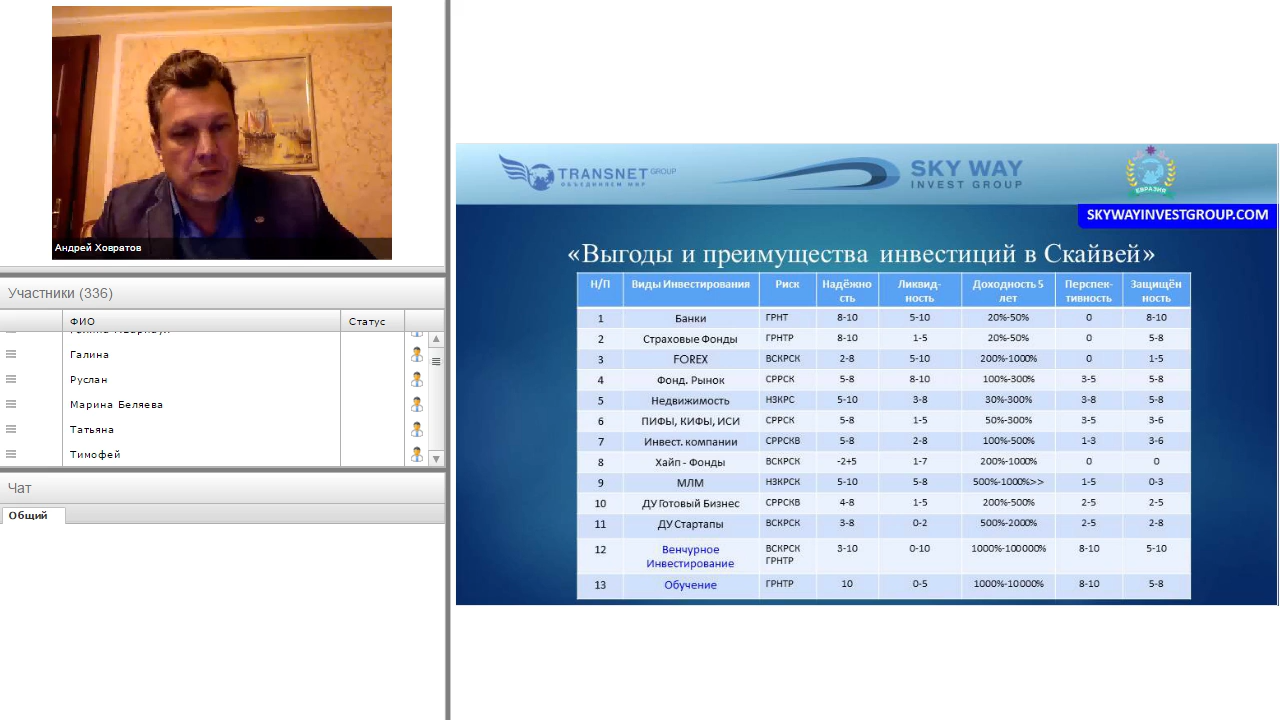 Андрей Ховратов
Участники (336)
ФИО Статус
Галина
Руслан
Марина Беляева
Татьяна
Тимофей
Чат
Общий
TRANSNET GROUP
ОБЪЕДИНЯЕМ МИР
SKY WAY
INVEST GROUP
ЕВРАЗИЯ
SKYWAYINVESTGROUP.COM
«Выгоды и преимущества инвестиций в Скайвей»
Н/П Виды Инвестирования Риск Надёжно сть Ликвид- ность Доходность 5 лет Перспек- тивность Защищён ность
1 Банки ГРНТ 8-10 5-10 20%-50% 0 8-10
2 Страховые Фонды ГРНТР 8-10 1-5 20%-50% 0 5-8
3 FOREX ВСКРСК 2-8 5-10 200%-1000% 0 1-5
4 Фонд. Рынок СРРСК 5-8 8-10 100%-300% 3-5 5-8
5 Недвижимость НЗКРС 5-10 3-8 30%-300% 3-8 5-8
6 ПИФЫ, КИФЫ, ИСИ СРРСК 5-8 1-5 50%-300% 3-5 3-6
7 Инвест. компании СРРСКВ 5-8 2-8 100%-500% 1-3 3-6
8 Хайп - Фонды ВСКРСК -2+5 1-7 200%-1000% 0 0
9 МЛМ НЗКРСК 5-10 5-8 500%-1000%>> 1-5 0-3
10 ДУ Готовый Бизнес СРРСКВ 4-8 1-5 200%-500% 2-5 2-5
11 ДУ Стартапы ВСКРСК 3-8 0-2 500%-2000% 2-5 2-8
12 Венчурное Инвестирование ВСКРСК ГРНТР 3-10 0-10 1000%-100000% 8-10 5-10
13 Обучение ГРНТР 10 0-5 1000%-10000% 8-10 5-8